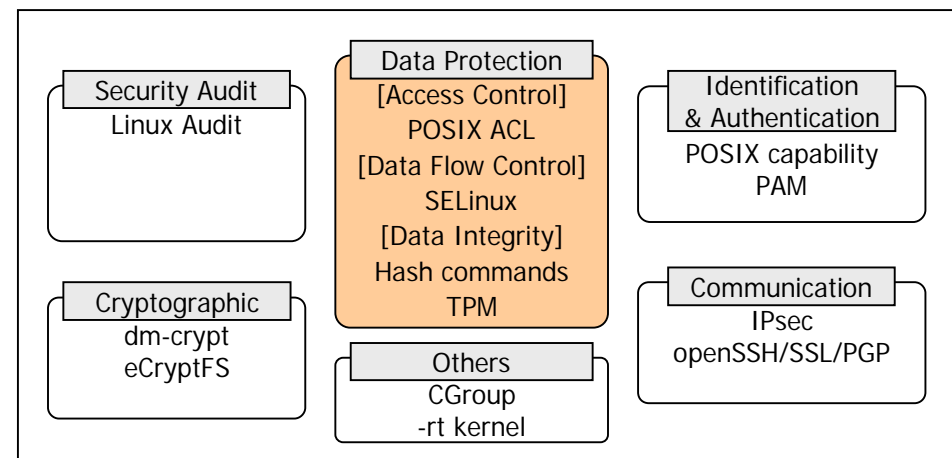 Security Audit
Linux Audit
Cryptographic
dm-crypt
eCryptFS
Data Protection
[Access Control]
POSIX ACL
[Data Flow Control]
SELinux
[Data Integrity]
Hash commands
TPM
Others
CGroup
-rt kernel
Identification
& Authentication
POSIX capability
PAM
Communication
IPsec
openSSH/SSL/PGP